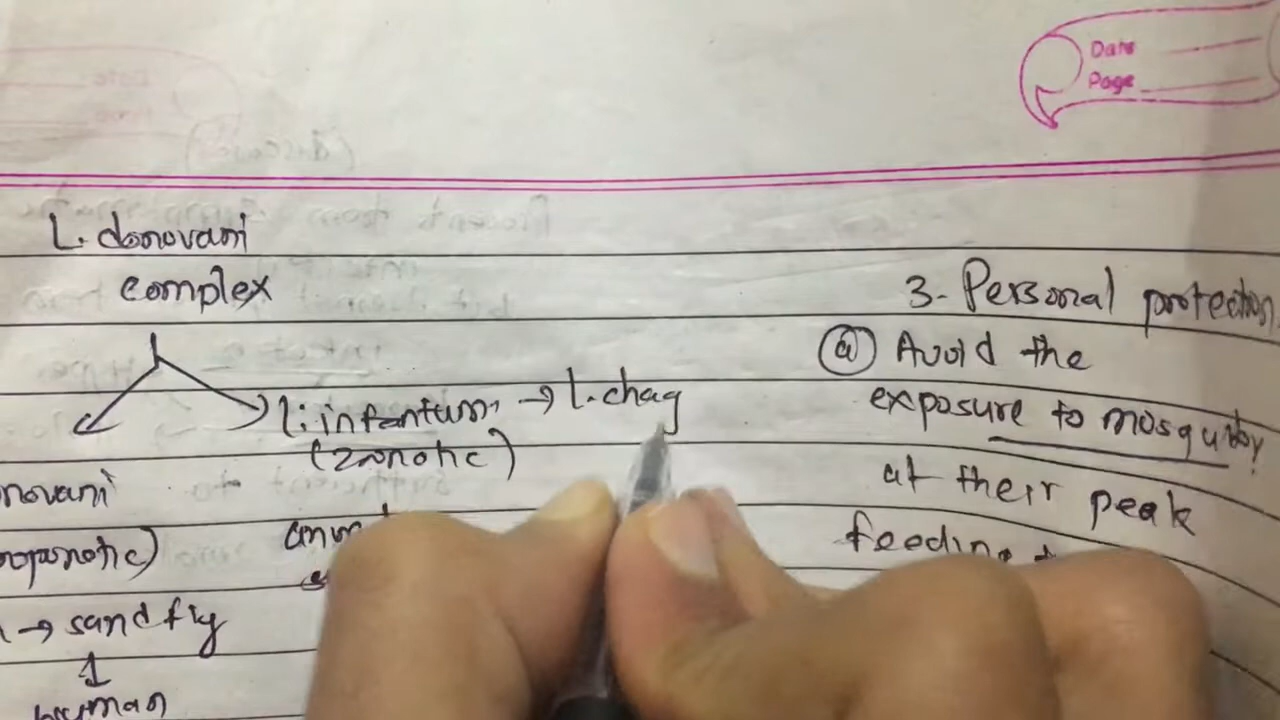 Date
Page
L. donovani
complex
L. infantum → L. chag
(zoonotic)
novani
→ sandfly
human
3. Personal protection
(a) Avoid the
exposure to mosquitoy
at their peak
feeding